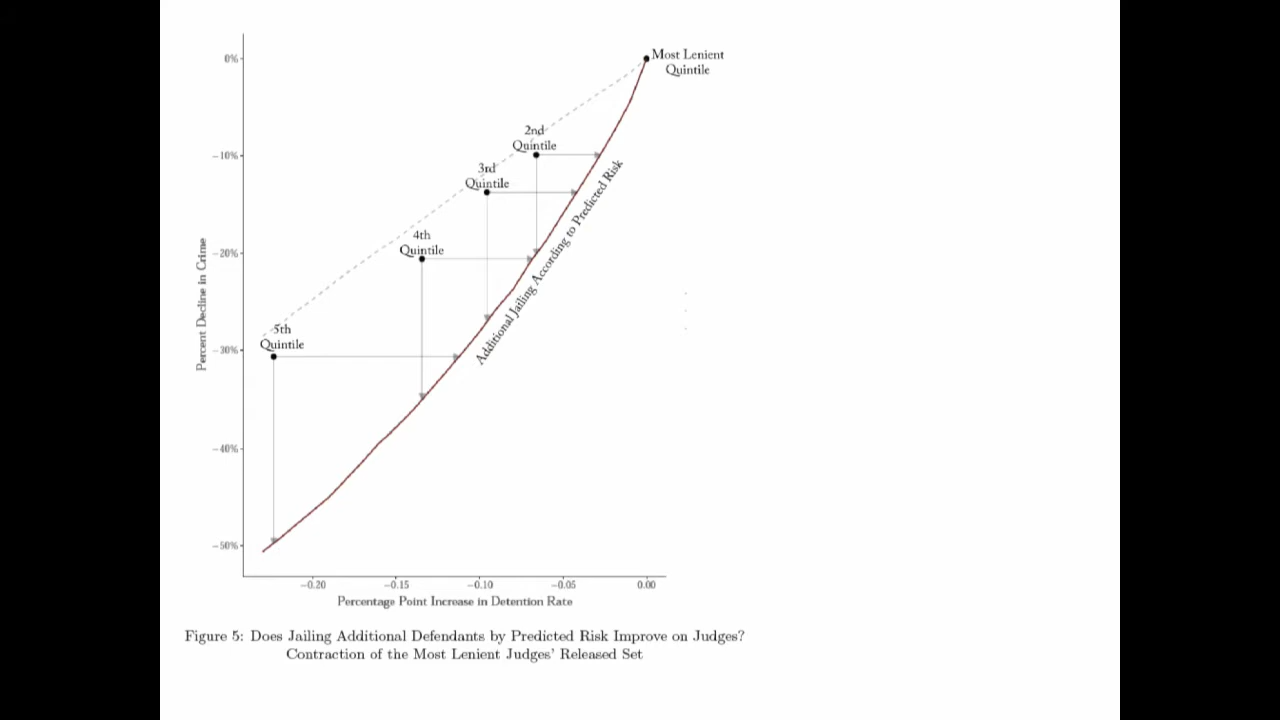 0%
Most Lenient
Quintile
2nd
Quintile
−10%
3rd
Quintile
4th
Quintile
−20%
Additional Jailing According to Predicted Risk
Percent Decline in Crime
5th
Quintile
−30%
−40%
−50%
−0.20 −0.15 −0.10 −0.05 0.00
Percentage Point Increase in Detention Rate
Figure 5: Does Jailing Additional Defendants by Predicted Risk Improve on Judges?
Contraction of the Most Lenient Judges' Released Set